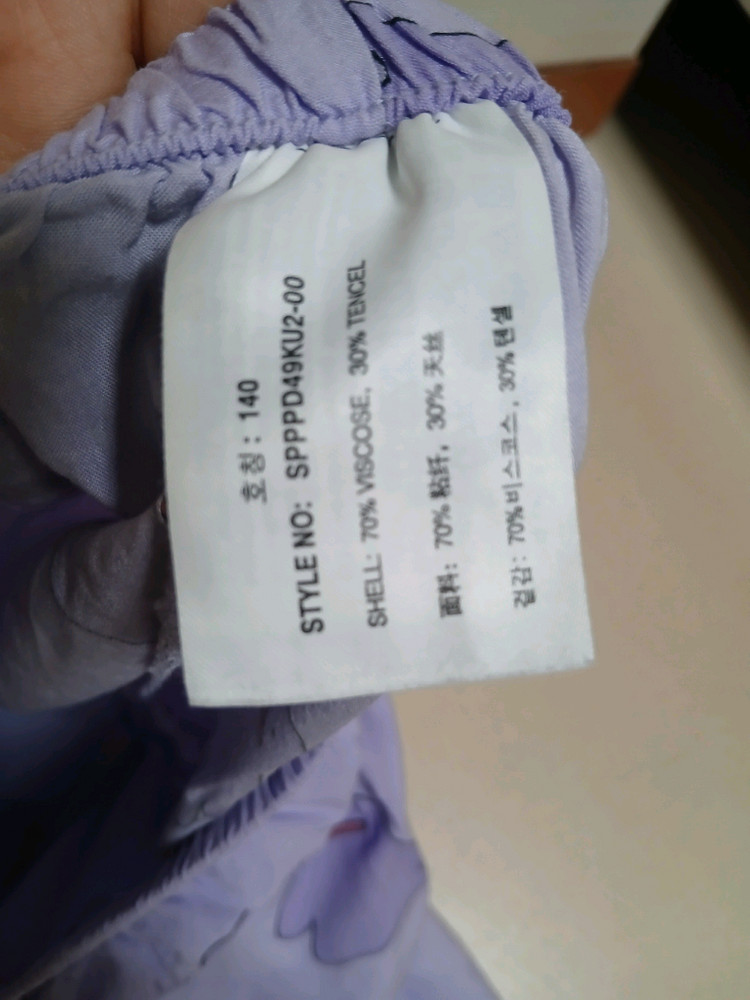 호칭: 140
STYLE NO: SPPPD49KU2-00
SHELL: 70% VISCOSE, 30% TENCEL
面料: 70% 粘纤, 30% 天丝
겉감: 70%비스코스, 30% 텐셀